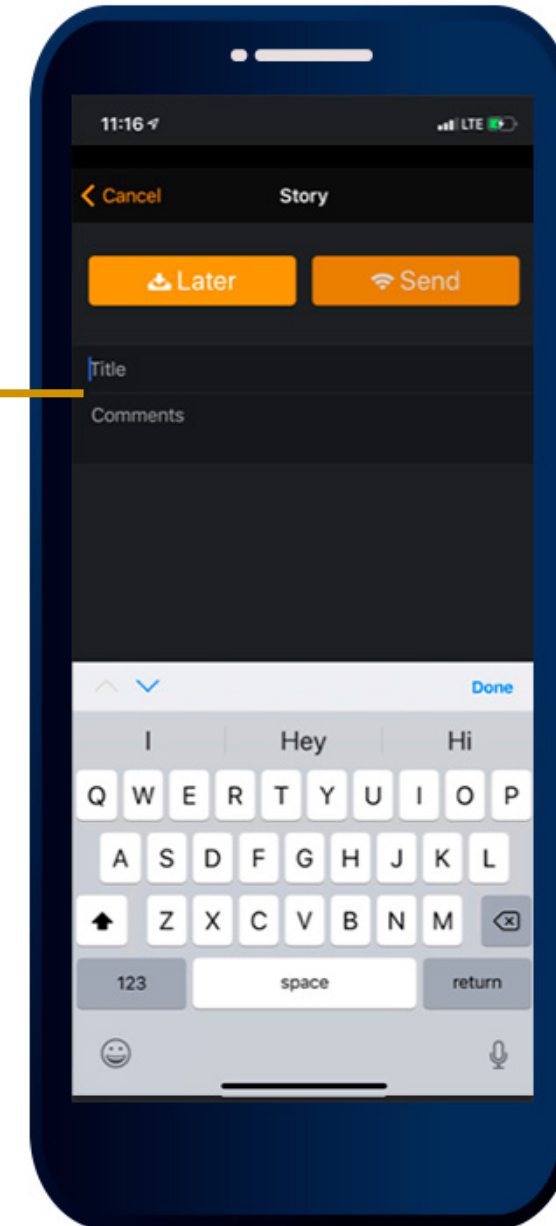 11:16 LTE
Cancel Story
Later Send
Title
Comments
Done
I Hey Hi
Q W E R T Y U I O P
A S D F G H J K L
Z X C V B N M
123 space return